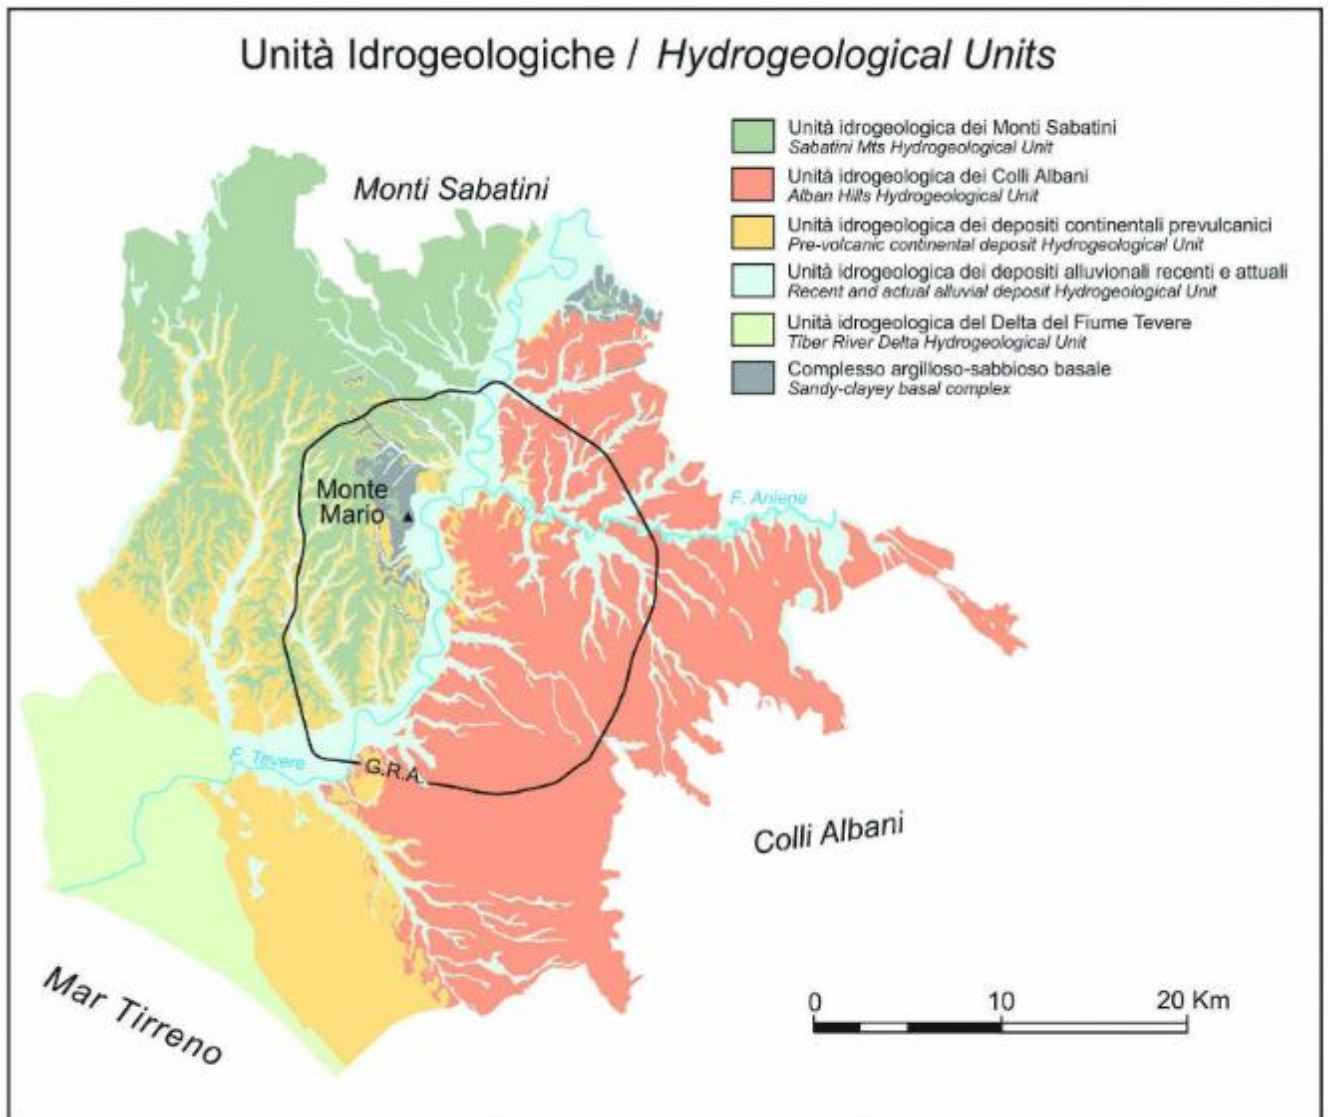 Unità Idrogeologiche / Hydrogeological Units
Unità idrogeologica dei Monti Sabatini
Sabatini Mts Hydrogeological Unit
Unità idrogeologica dei Colli Albani
Alban Hills Hydrogeological Unit
Unità idrogeologica dei depositi continentali prevulcanici
Pre-volcanic continental deposit Hydrogeological Unit
Unità idrogeologica dei depositi alluvionali recenti e attuali
Recent and actual alluvial deposit Hydrogeological Unit
Unità idrogeologica del Delta del Fiume Tevere
Tiber River Delta Hydrogeological Unit
Complesso argilloso-sabbioso basale
Sandy-clayey basal complex
Monti Sabatini
Monte
Mario
F. Aniene
F. Tevere
G.R.A.
Colli Albani
Mar Tirreno
0 10 20 Km